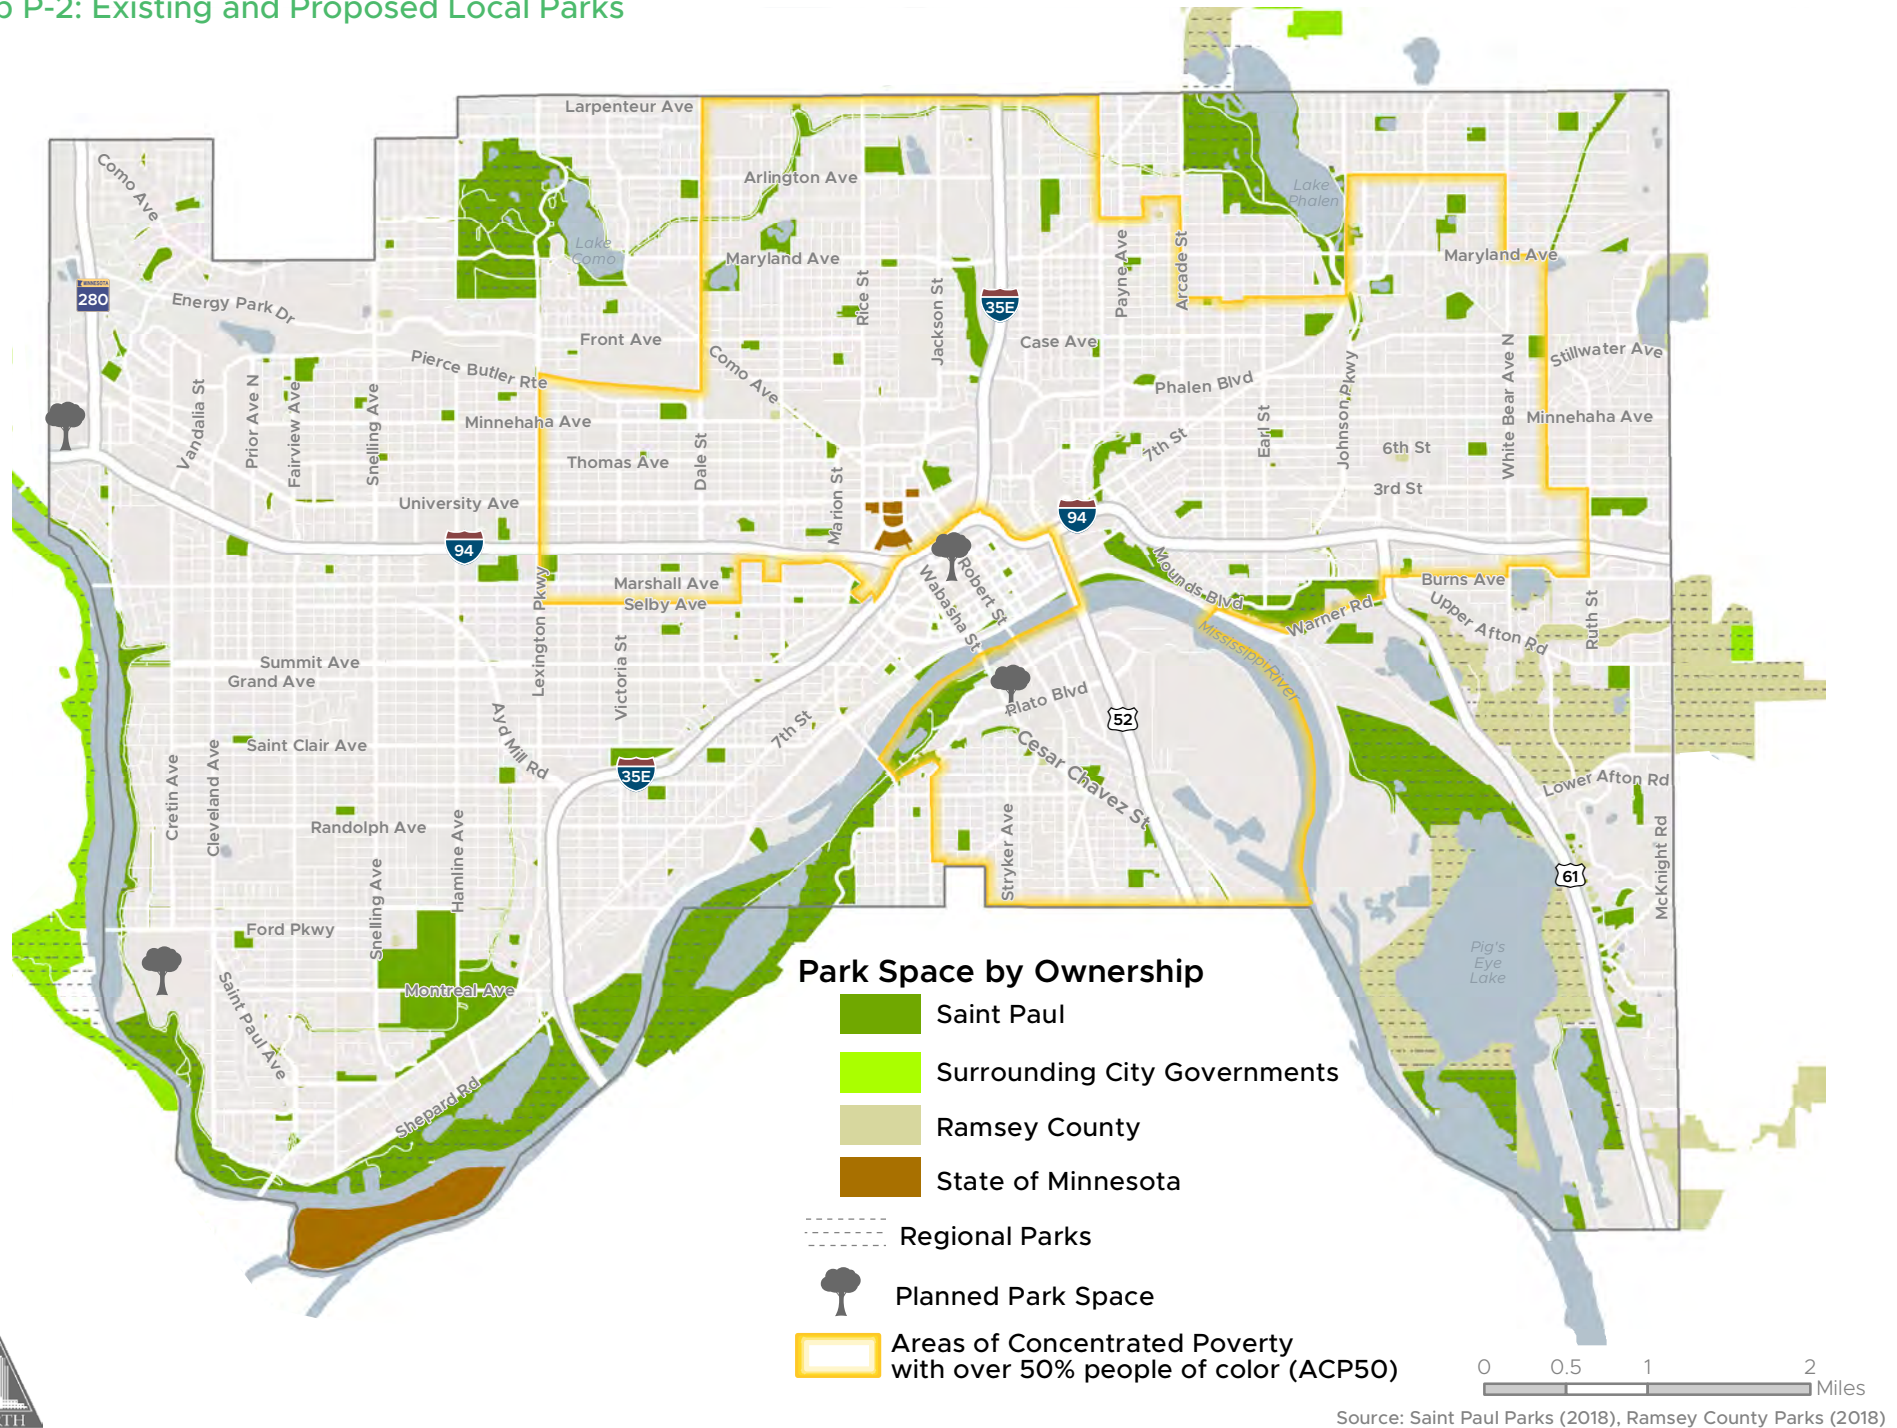 P-2: Existing and Proposed Local Parks
Larpenteur Ave
Como Ave
Arlington Ave
Lake
Phalen
Lake
Como
Maryland Ave
Maryland Ave
MINNESOTA
280
Energy Park Dr
Rice St
Jackson St
35E
Payne Ave
Arcade St
Front Ave
Case Ave
Stillwater Ave
Pierce Butler Rte
Como Ave
Phalen Blvd
Johnson Pkwy
White Bear Ave N
Vandalia St
Prior Ave N
Fairview Ave
Snelling Ave
Minnehaha Ave
Minnehaha Ave
Dale St
Earl St
7th St
6th St
Thomas Ave
Marion St
3rd St
University Ave
94
94
Marshall Ave
Selby Ave
Lexington Pkwy
Robert St
Wabasha St
Mounds Blvd
Warner Rd
Burns Ave
Upper Afton Rd
Ruth St
Mississippi River
Summit Ave
Grand Ave
Victoria St
Plato Blvd
52
7th St
Ayd Mill Rd
Saint Clair Ave
Cesar Chavez St
35E
Lower Afton Rd
Cretin Ave
Cleveland Ave
Randolph Ave
Hamline Ave
Stryker Ave
McKnight Rd
61
Snelling Ave
Ford Pkwy
Pig's
Eye
Lake
Montreal Ave
Saint Paul Ave
Shepard Rd
Park Space by Ownership
Saint Paul
Surrounding City Governments
Ramsey County
State of Minnesota
Regional Parks
Planned Park Space
Areas of Concentrated Poverty
with over 50% people of color (ACP50)
0 0.5 1 2
Miles
Source: Saint Paul Parks (2018), Ramsey County Parks (2018)